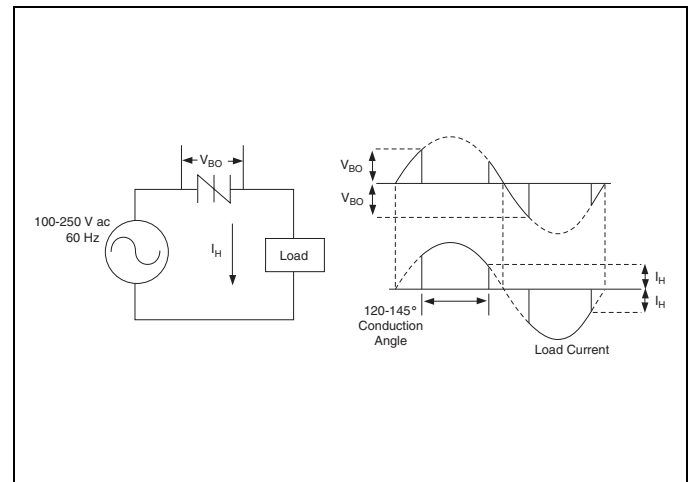 V_BO
100-250 V ac
60 Hz
I_H
Load
V_BO
V_BO
120-145°
Conduction
Angle
I_H
I_H
Load Current